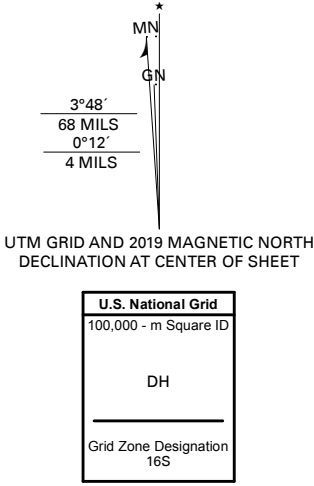 ★
MN
GN
3°48´
68 MILS
0°12´
4 MILS
UTM GRID AND 2019 MAGNETIC NORTH
DECLINATION AT CENTER OF SHEET
U.S. National Grid
100,000 - m Square ID
DH
Grid Zone Designation
16S